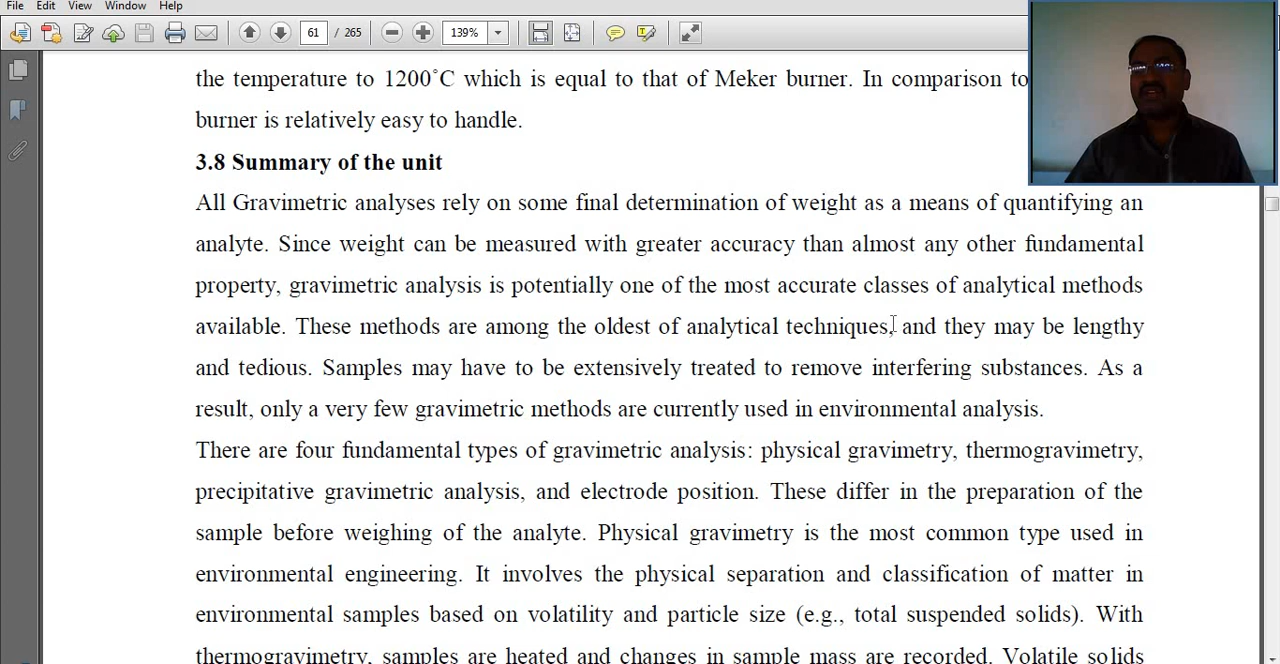 File Edit View Window Help
61 / 265 139%
the temperature to 1200˚C which is equal to that of Meker burner. In comparison to
burner is relatively easy to handle.
3.8 Summary of the unit
All Gravimetric analyses rely on some final determination of weight as a means of quantifying an
analyte. Since weight can be measured with greater accuracy than almost any other fundamental
property, gravimetric analysis is potentially one of the most accurate classes of analytical methods
available. These methods are among the oldest of analytical techniques, and they may be lengthy
and tedious. Samples may have to be extensively treated to remove interfering substances. As a
result, only a very few gravimetric methods are currently used in environmental analysis.
There are four fundamental types of gravimetric analysis: physical gravimetry, thermogravimetry,
precipitative gravimetric analysis, and electrode position. These differ in the preparation of the
sample before weighing of the analyte. Physical gravimetry is the most common type used in
environmental engineering. It involves the physical separation and classification of matter in
environmental samples based on volatility and particle size (e.g., total suspended solids). With
thermogravimetry, samples are heated and changes in sample mass are recorded. Volatile solids